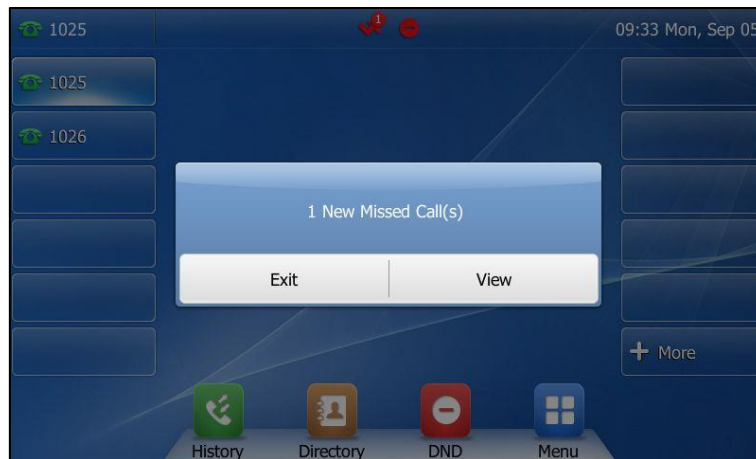 1025
1
09:33 Mon, Sep 05
1025
1026
1 New Missed Call(s)
Exit
View
More
History
Directory
DND
Menu